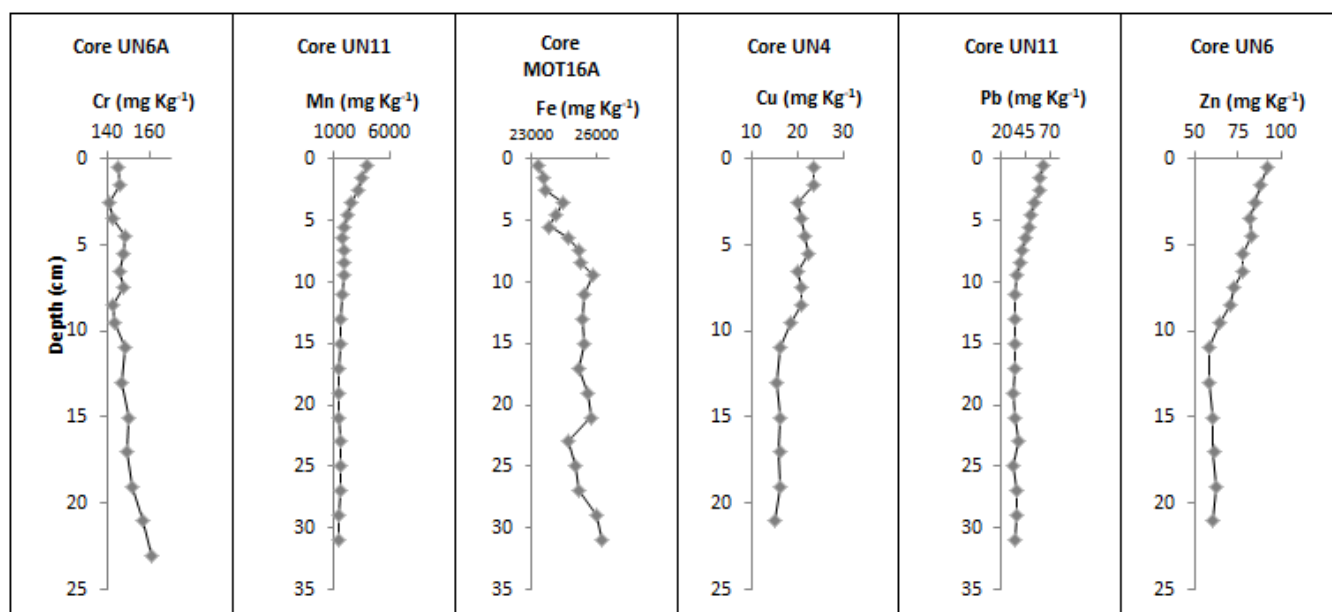 Core UN6A
Cr (mg Kg⁻¹)
140 160
Depth (cm)
0
5
10
15
20
25
Core UN11
Mn (mg Kg⁻¹)
1000 6000
0
5
10
15
20
25
30
35
Core
MOT16A
Fe (mg Kg⁻¹)
23000 26000
0
5
10
15
20
25
30
35
Core UN4
Cu (mg Kg⁻¹)
10 20 30
0
5
10
15
20
25
Core UN11
Pb (mg Kg⁻¹)
20 45 70
0
5
10
15
20
25
30
35
Core UN6
Zn (mg Kg⁻¹)
50 75 100
0
5
10
15
20
25